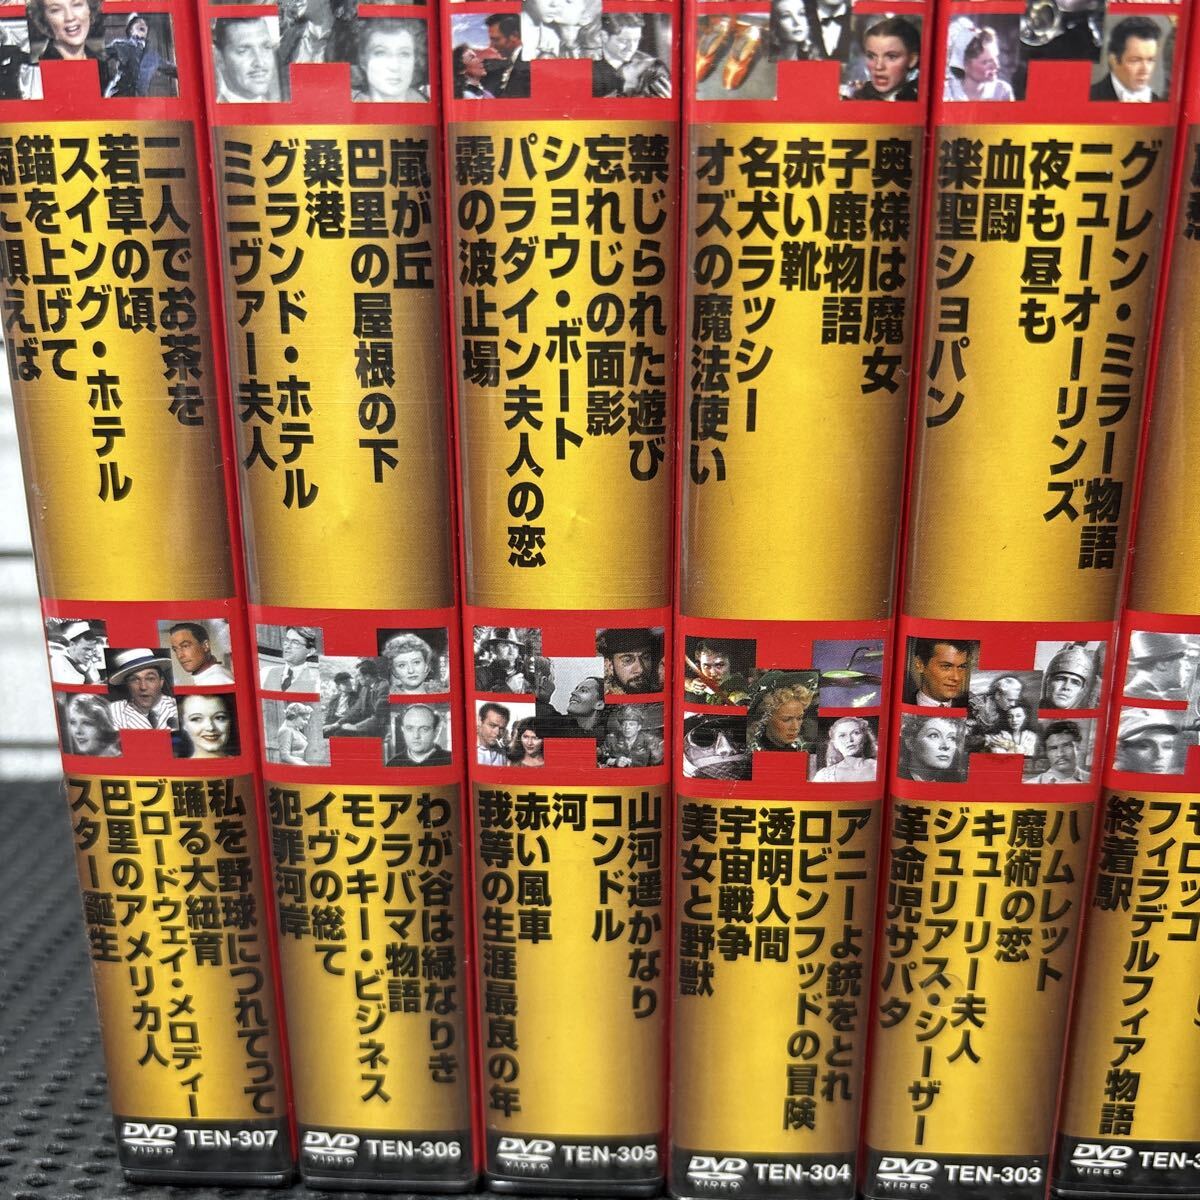 二人でお茶を
若草の頃
スイング・ホテル
錨を上げて
雨に唄えば
私を野球につれてって
踊る大紐育
ブロードウェイ・メロディー
巴里のアメリカ人
スター誕生
DVD VIDEO
TEN-307
嵐が丘
巴里の屋根の下
桑港
グランド・ホテル
ミニヴァー夫人
わが谷は緑なりき
アラバマ物語
モンキー・ビジネス
イヴの総て
犯罪河岸
DVD VIDEO
TEN-306
禁じられた遊び
忘れじの面影
ショウ・ボート
パラダイン夫人の恋
霧の波止場
山河遥かなり
コンドル
河
赤い風車
我等の生涯最良の年
DVD VIDEO
TEN-305
奥様は魔女
子鹿物語
赤い靴
名犬ラッシー
オズの魔法使い
アニーよ銃をとれ
ロビンフッドの冒険
透明人間
宇宙戦争
美女と野獣
DVD VIDEO
TEN-304
グレン・ミラー物語
ニューオーリンズ
夜も昼も
血闘
楽聖ショパン
ハムレット
魔術の恋
キューリー夫人
ジュリアス・シーザー
革命児サパタ
DVD VIDEO
TEN-303
モロッコ
フィラデルフィア物語
終着駅
DVD VIDEO